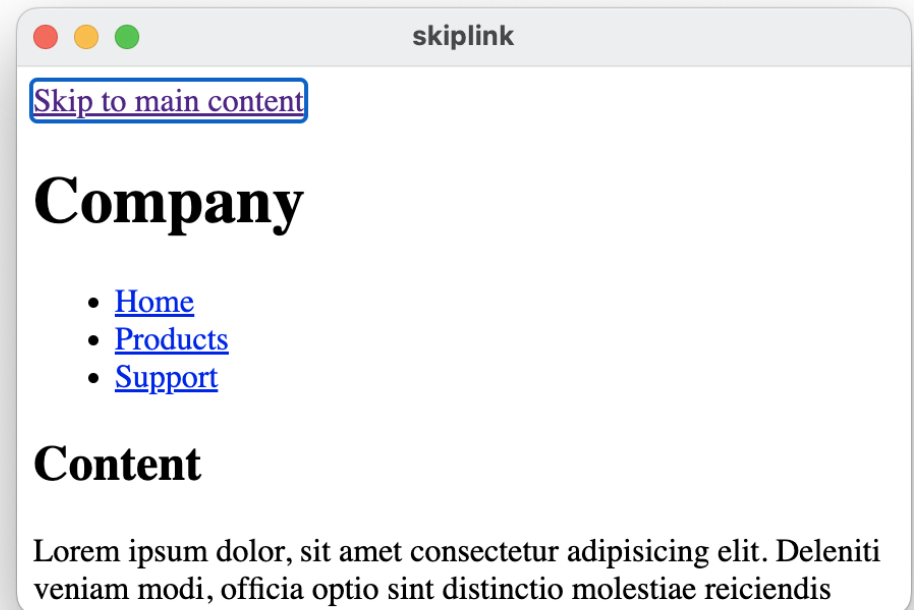 skiplink
Skip to main content
Company
Home
Products
Support
Content
Lorem ipsum dolor, sit amet consectetur adipisicing elit. Deleniti
veniam modi, officia optio sint distinctio molestiae reiciendis